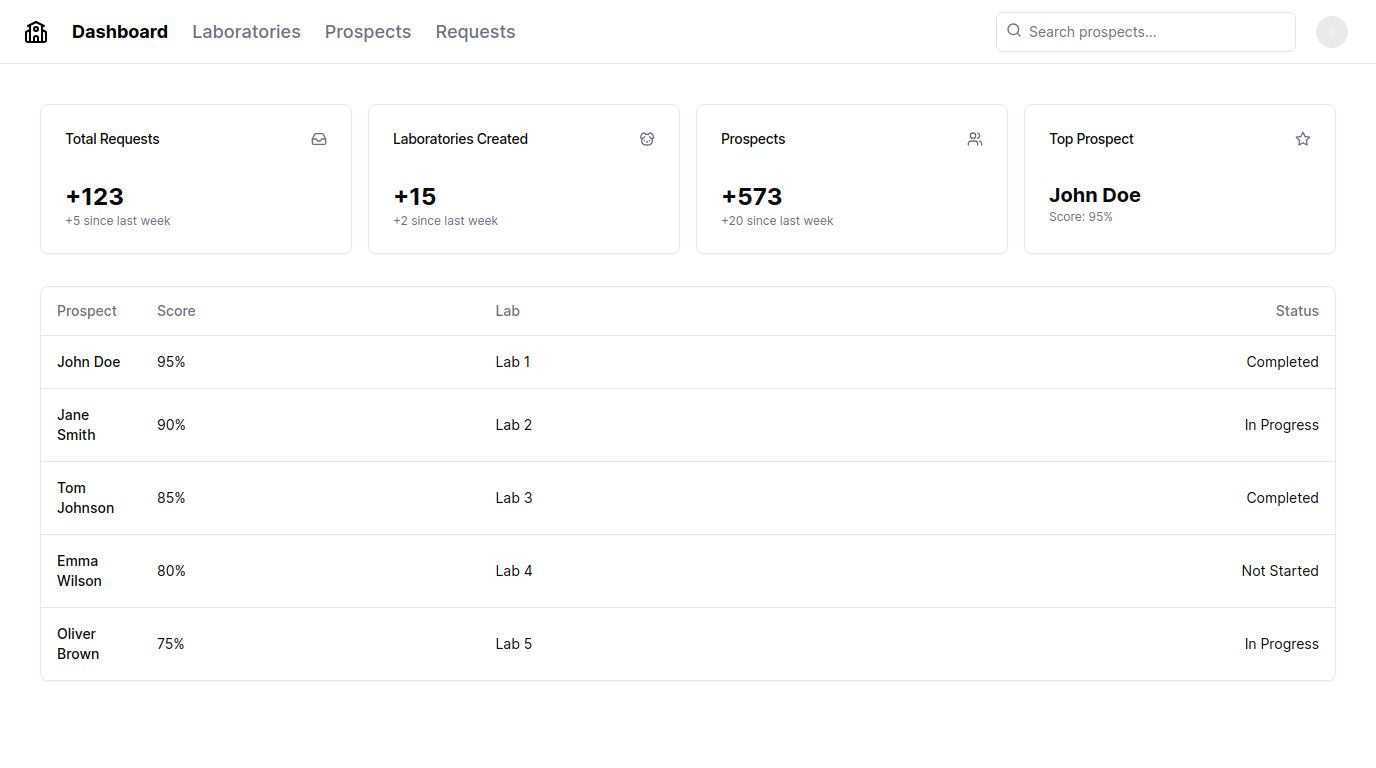 Dashboard Laboratories Prospects Requests Search prospects...
Total Requests
+123
+5 since last week
Laboratories Created
+15
+2 since last week
Prospects
+573
+20 since last week
Top Prospect
John Doe
Score: 95%
Prospect Score Lab Status
John Doe 95% Lab 1 Completed
Jane
Smith
90% Lab 2 In Progress
Tom
Johnson
85% Lab 3 Completed
Emma
Wilson
80% Lab 4 Not Started
Oliver
Brown
75% Lab 5 In Progress